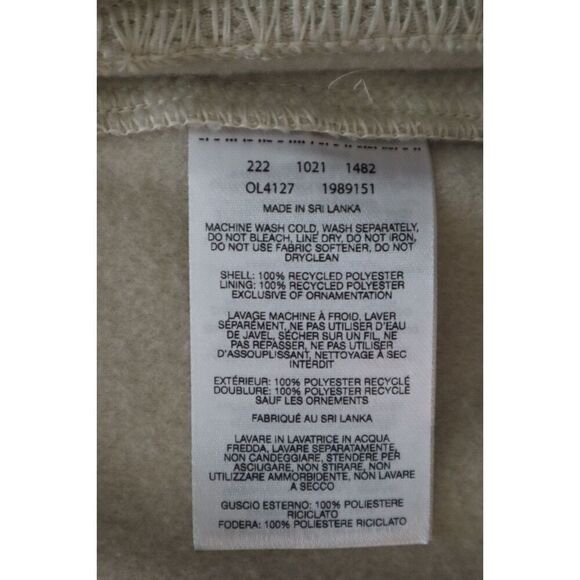 222 1021 1482
OL4127 1989151
MADE IN SRI LANKA
MACHINE WASH COLD, WASH SEPARATELY,
DO NOT BLEACH, LINE DRY, DO NOT IRON,
DO NOT USE FABRIC SOFTENER, DO NOT
DRYCLEAN
SHELL: 100% RECYCLED POLYESTER
LINING: 100% RECYCLED POLYESTER
EXCLUSIVE OF ORNAMENTATION
LAVAGE MACHINE À FROID, LAVER
SÉPARÉMENT, NE PAS UTILISER D'EAU
DE JAVEL, SÉCHER SUR UN FIL, NE
PAS REPASSER, NE PAS UTILISER
D'ASSOUPLISSANT, NETTOYAGE À SEC
INTERDIT
EXTÉRIEUR: 100% POLYESTER RECYCLÉ
DOUBLURE: 100% POLYESTER RECYCLÉ
SAUF LES ORNEMENTS
FABRIQUÉ AU SRI LANKA
LAVARE IN LAVATRICE IN ACQUA
FREDDA, LAVARE SEPARATAMENTE,
NON CANDEGGIARE, STENDERE PER
ASCIUGARE, NON STIRARE, NON
UTILIZZARE AMMORBIDENTE, NON LAVARE
A SECCO
GUSCIO ESTERNO: 100% POLIESTERE
RICICLATO
FODERA: 100% POLIESTERE RICICLATO